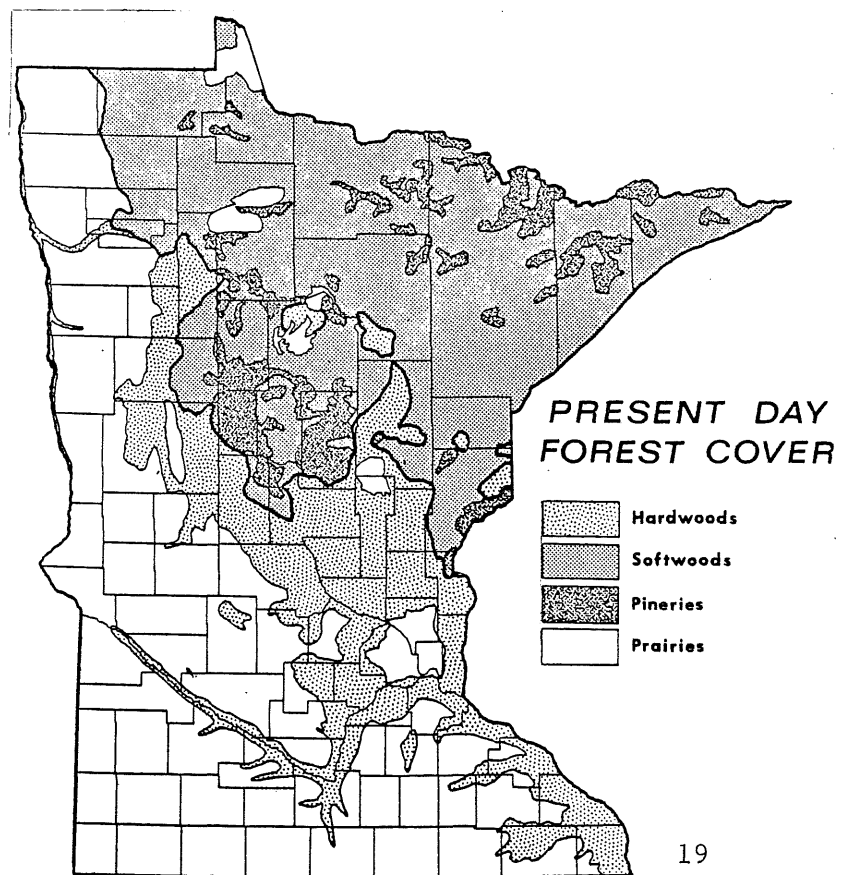 PRESENT DAY
FOREST COVER
Hardwoods
Softwoods
Pineries
Prairies
19